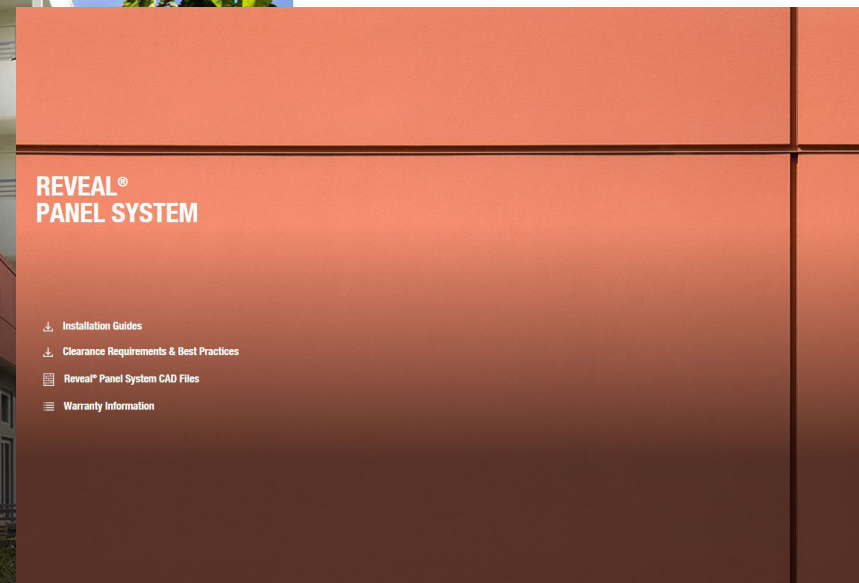 REVEAL®
PANEL SYSTEM
Installation Guides
Clearance Requirements & Best Practices
Reveal® Panel System CAD Files
Warranty Information